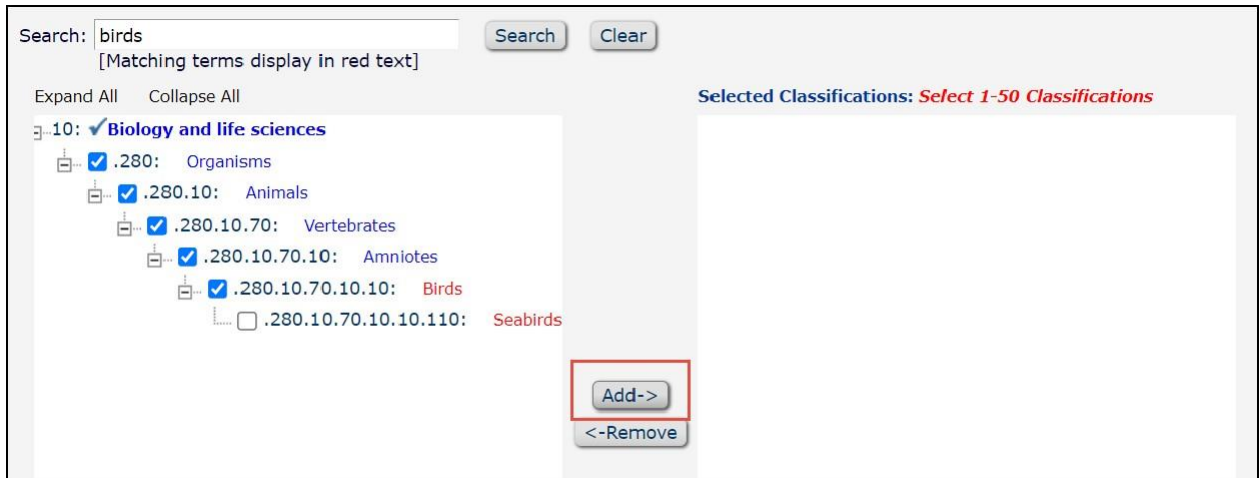 Search: birds Search Clear
[Matching terms display in red text]
Expand All Collapse All
Selected Classifications: Select 1-50 Classifications
10: Biology and life sciences
.280: Organisms
.280.10: Animals
.280.10.70: Vertebrates
.280.10.70.10: Amniotes
.280.10.70.10.10: Birds
.280.10.70.10.10.110: Seabirds
Add->
<-Remove